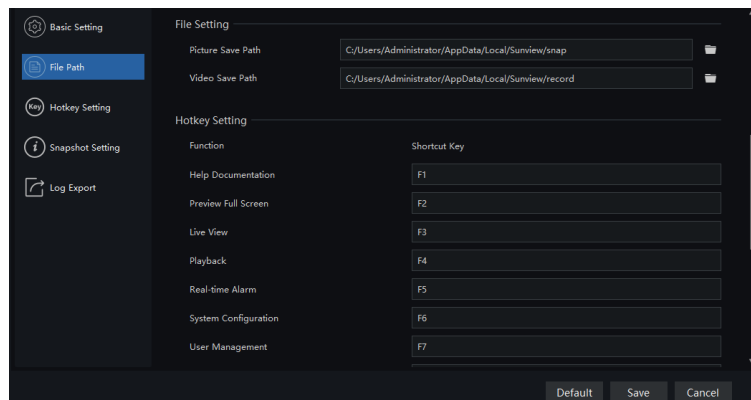 Basic Setting
File Path
Key
Hotkey Setting
i
Snapshot Setting
Log Export
File Setting
Picture Save Path C:/Users/Administrator/AppData/Local/Sunview/snap
Video Save Path C:/Users/Administrator/AppData/Local/Sunview/record
Hotkey Setting
Function Shortcut Key
Help Documentation F1
Preview Full Screen F2
Live View F3
Playback F4
Real-time Alarm F5
System Configuration F6
User Management F7
Default Save Cancel